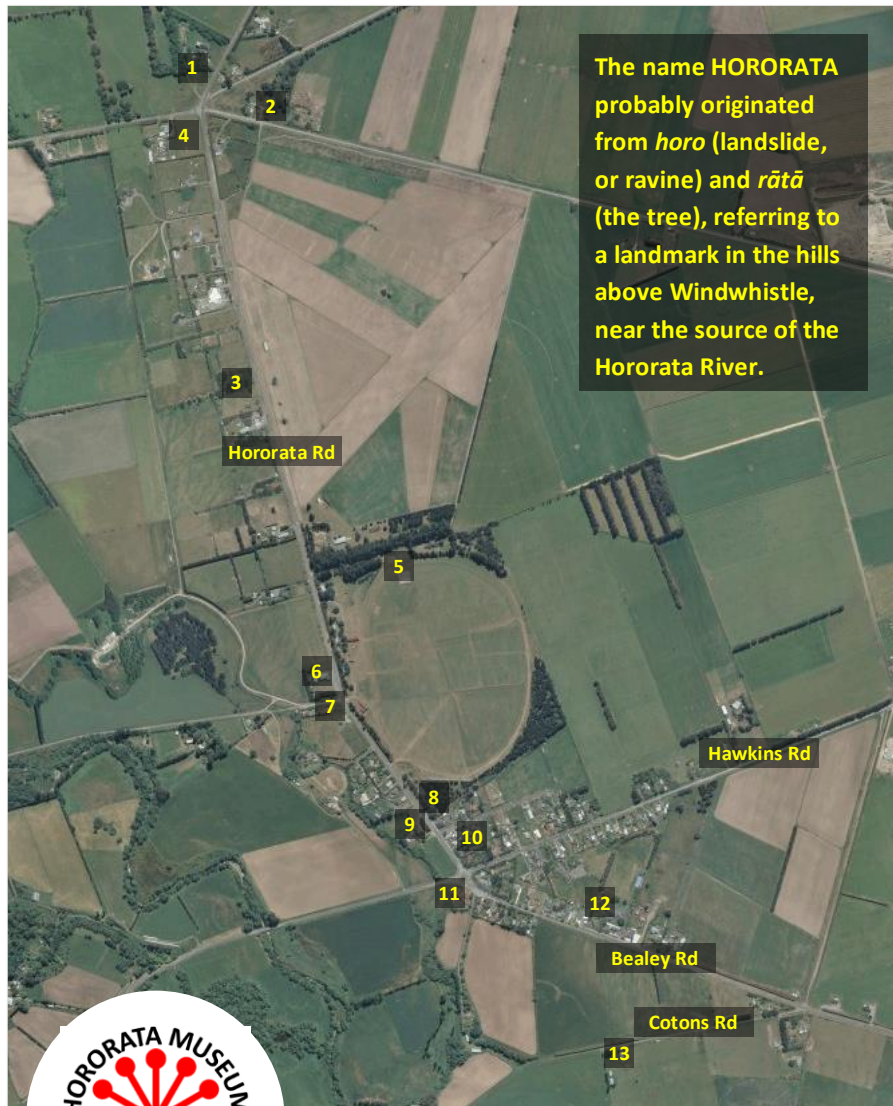 The name HORORATA
probably originated
from horo (landslide,
or ravine) and rātā
(the tree), referring to
a landmark in the hills
above Windwhistle,
near the source of the
Hororata River.
1
2
4
3
Hororata Rd
5
6
7
Hawkins Rd
8
9
10
11
12
Bealey Rd
Cotons Rd
13
HORORATA MUSEUM